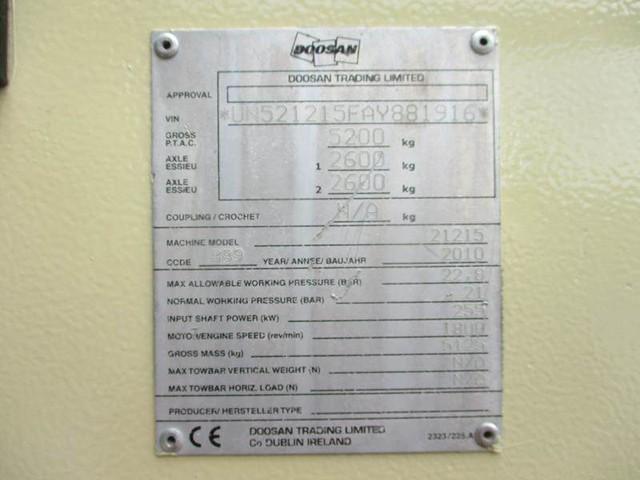 DOOSAN
DOOSAN TRADING LIMITED
APPROVAL
VIN *UN521215FAY881916*
GROSS P.T.A.C. 5200 kg
AXLE ESSIEU 1 2600 kg
AXLE ESSIEU 2 2600 kg
COUPLING / CROCHET N/A kg
MACHINE MODEL 21215
CODE YEAR/ ANNEE/ BAUJAHR 2010
MAX ALLOWABLE WORKING PRESSURE (BAR) 22.8
NORMAL WORKING PRESSURE (BAR) 21
INPUT SHAFT POWER (kW)
MOTOR/ENGINE SPEED (rev/min) 1800
GROSS MASS (kg)
MAX TOWBAR VERTICAL WEIGHT (N) N/A
MAX TOWBAR HORIZ. LOAD (N) N/A
PRODUCER/ HERSTELLER TYPE
CE DOOSAN TRADING LIMITED
Co DUBLIN IRELAND
2323/225.A